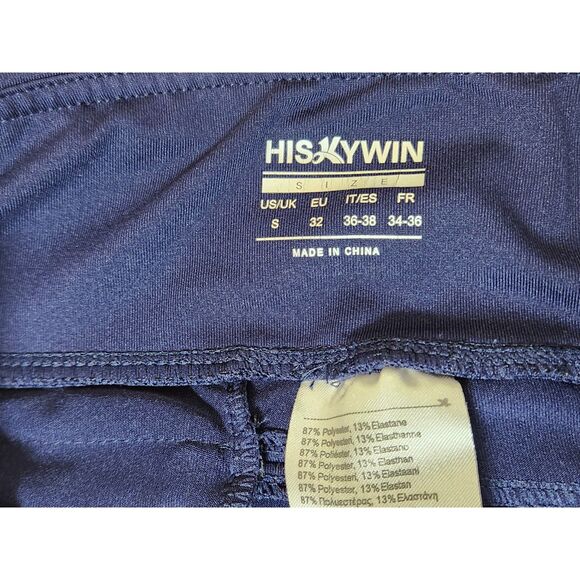 HISKYWIN
SIZE
US/UK EU IT/ES FR
S 32 36-38 34-36
MADE IN CHINA
87% Polyester, 13% Elastane
87% Polyester, 13% Elasthanne
87% Poliéster, 13% Elastano
87% Polyester, 13% Elasthan
87% Polyesteri, 13% Elastaani
87% Polyester, 13% Elastan
87% Πολυεστέρας, 13% Ελαστάνη